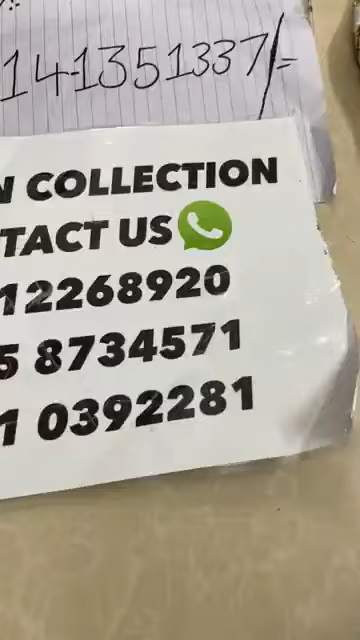 141351337/=
N COLLECTION
TACT US
12268920
5 8734571
1 0392281